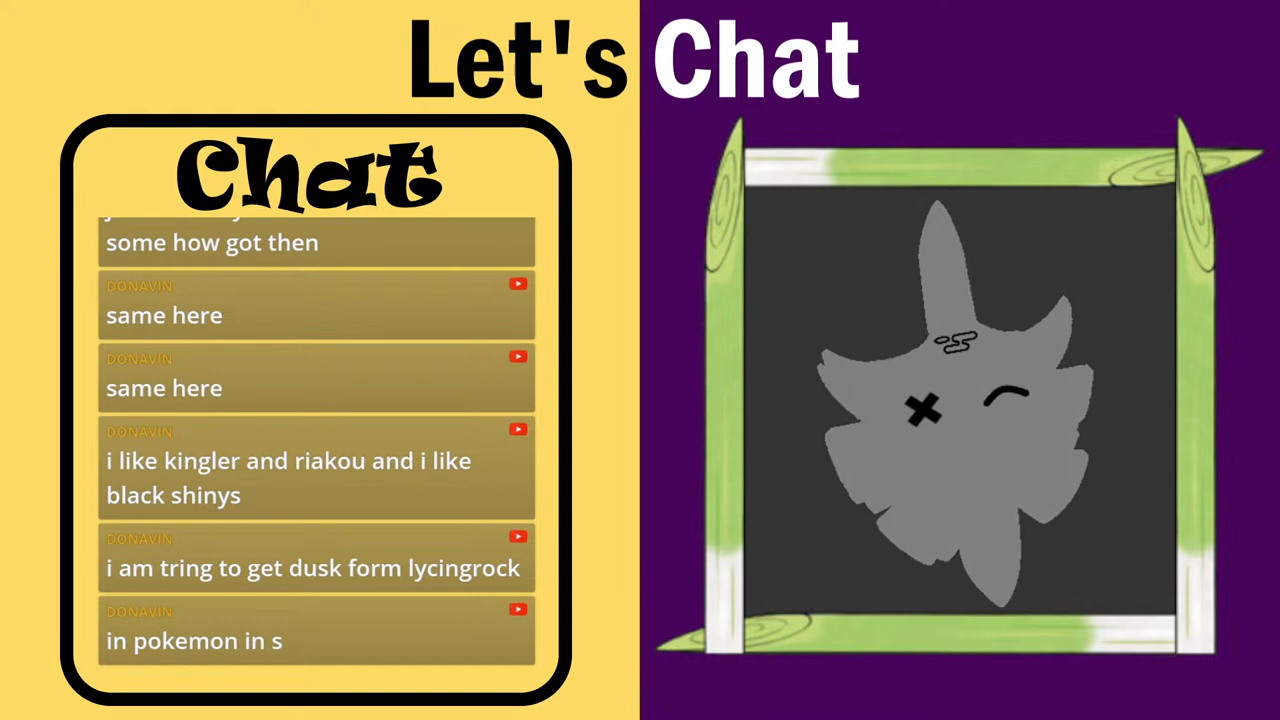 Let's Chat
Chat
some how got then
DONAVIN
same here
DONAVIN
same here
DONAVIN
i like kingler and riakou and i like
black shinys
DONAVIN
i am tring to get dusk form lycingrock
DONAVIN
in pokemon in s